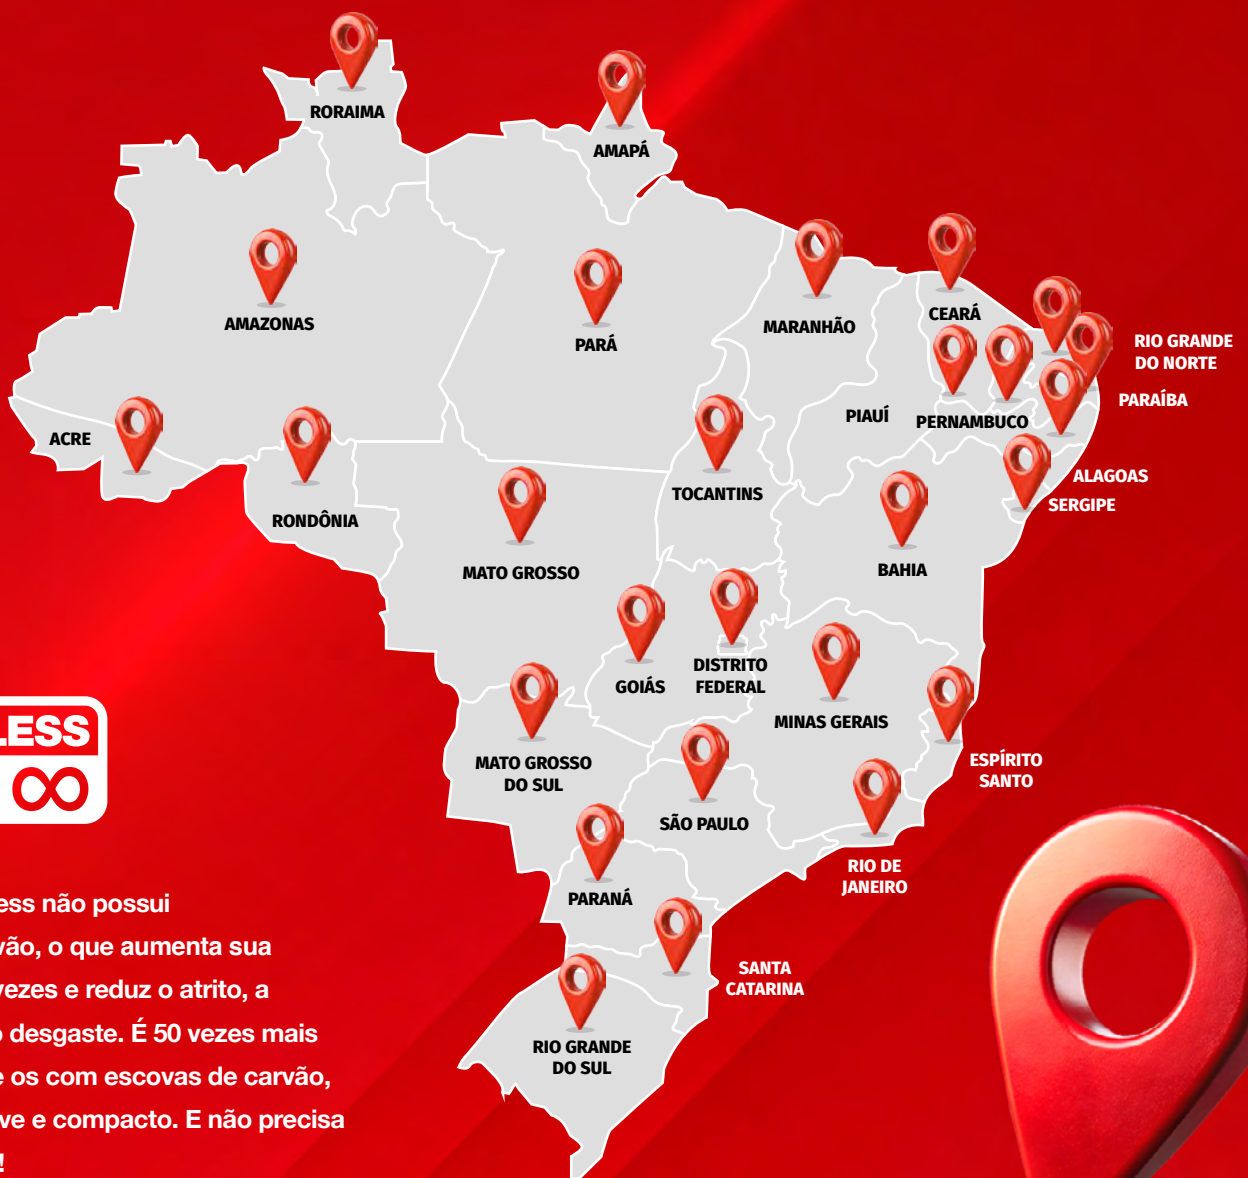 RORAIMA
AMAPÁ
AMAZONAS
PARÁ
MARANHÃO
CEARÁ
RIO GRANDE
DO NORTE
PARAÍBA
PIAUÍ
PERNAMBUCO
ACRE
ALAGOAS
SERGIPE
TOCANTINS
RONDÔNIA
MATO GROSSO
BAHIA
DISTRITO
FEDERAL
GOIÁS
MINAS GERAIS
ESPÍRITO
SANTO
MATO GROSSO
DO SUL
SÃO PAULO
RIO DE
JANEIRO
PARANÁ
SANTA
CATARINA
RIO GRANDE
DO SUL
LESS
∞
ess não possui
vão, o que aumenta sua
vezes e reduz o atrito, a
o desgaste. É 50 vezes mais
e os com escovas de carvão,
ve e compacto. E não precisa
!